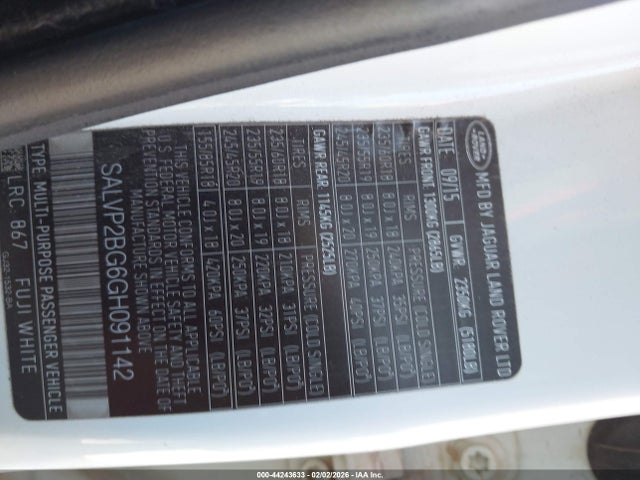 LAND ROVER
MFD BY JAGUAR LAND ROVER LTD
DATE: 09/15 GVWR: 2350KG (5180LB)
GAWR FRONT: 1300KG (2865LB)
TIRES RIMS PRESSURE (COLD SINGLE)
235/60R18 8.0J x 18 240KPA 35PSI (LB/PO²)
235/55R19 8.0J x 19 250KPA 37PSI (LB/PO²)
245/45R20 8.0J x 20 270KPA 40PSI (LB/PO²)
GAWR REAR: 1145KG (2525LB)
TIRES RIMS PRESSURE (COLD SINGLE)
235/60R18 8.0J x 18 210KPA 31PSI (LB/PO²)
235/55R19 8.0J x 19 220KPA 32PSI (LB/PO²)
245/45R20 8.0J x 20 250KPA 37PSI (LB/PO²)
4.0J x 18 420KPA 60PSI (LB/PO²)
THIS VEHICLE CONFORMS TO ALL APPLICABLE
U S FEDERAL MOTOR VEHICLE SAFETY AND THEFT
PREVENTION STANDARDS IN EFFECT ON THE DATE OF
MANUFACTURE SHOWN ABOVE
SALVP2BG6GH091142
TYPE: MULTI-PURPOSE PASSENGER VEHICLE
LRC 867 FUJI WHITE
000-44243633 - 02/02/2026 - IAA Inc.